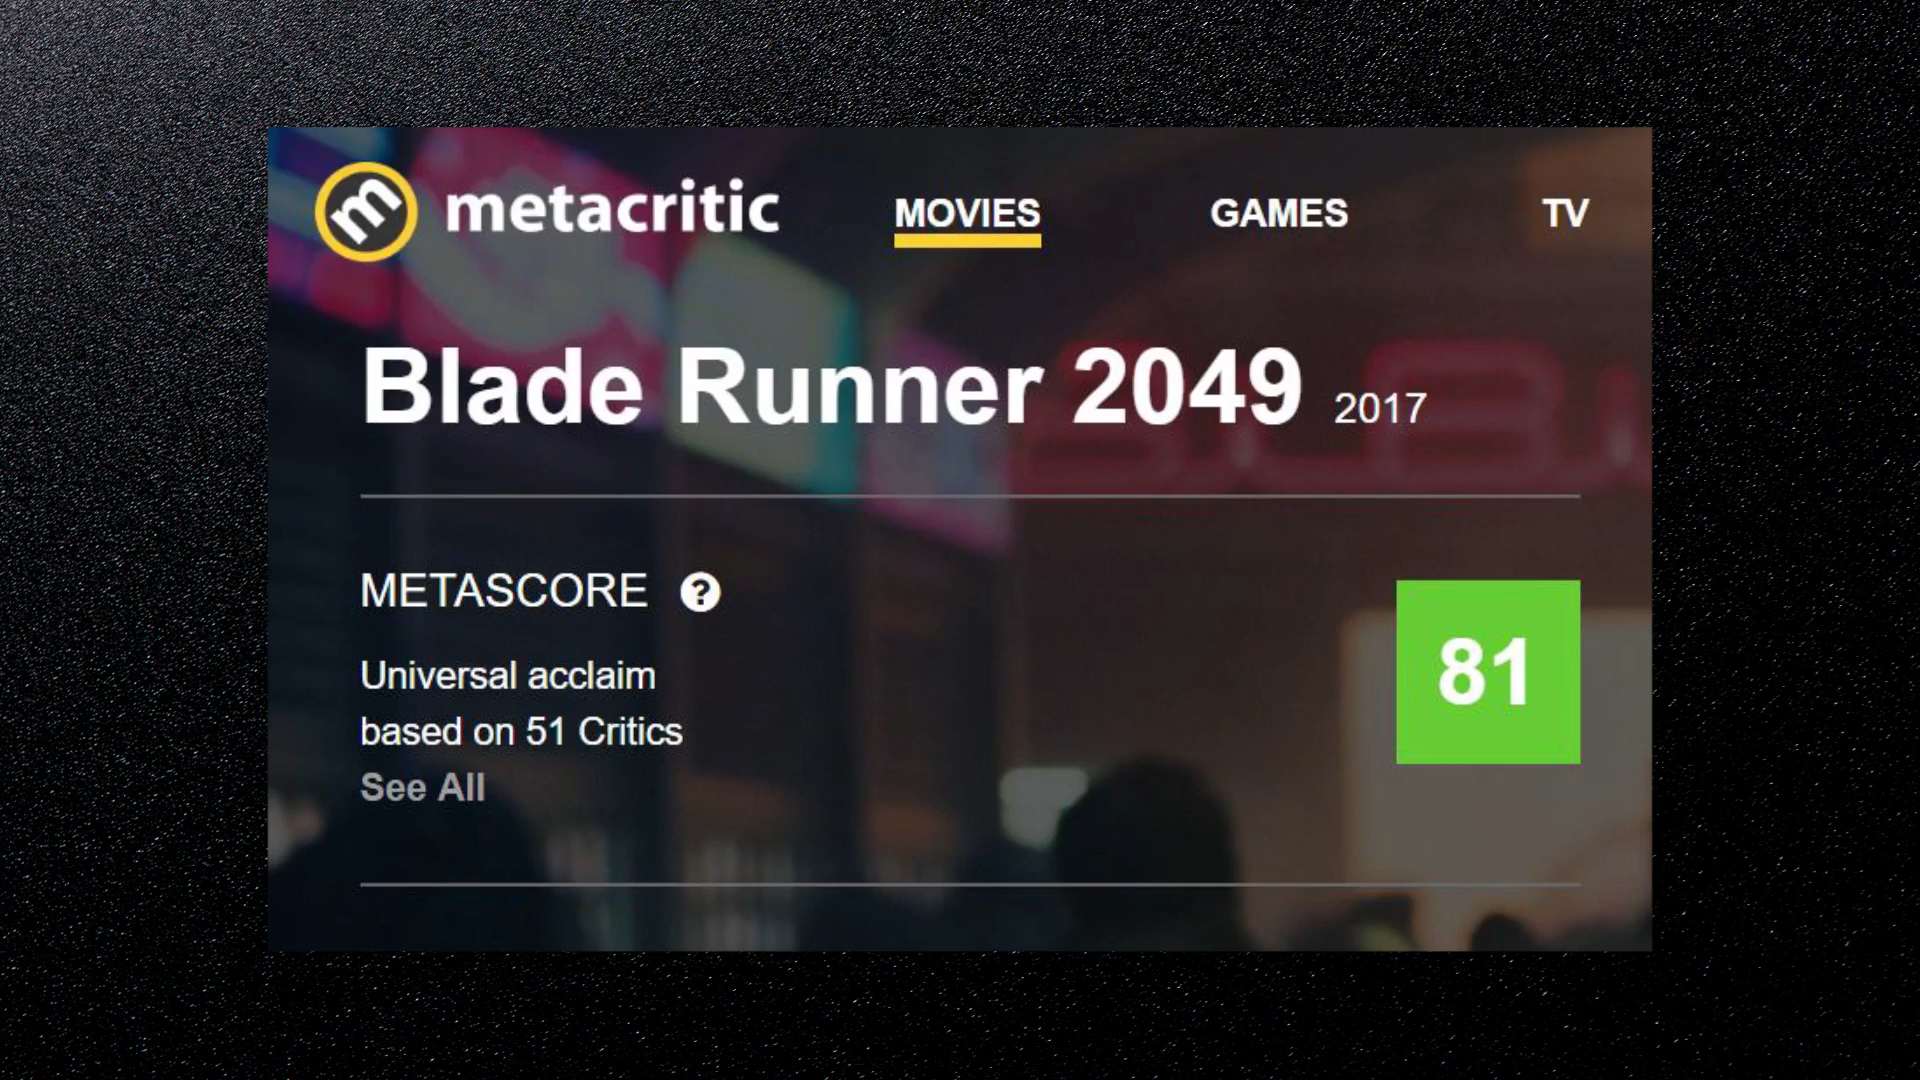 metacritic MOVIES GAMES TV
Blade Runner 2049 2017
METASCORE ?
81
Universal acclaim
based on 51 Critics
See All